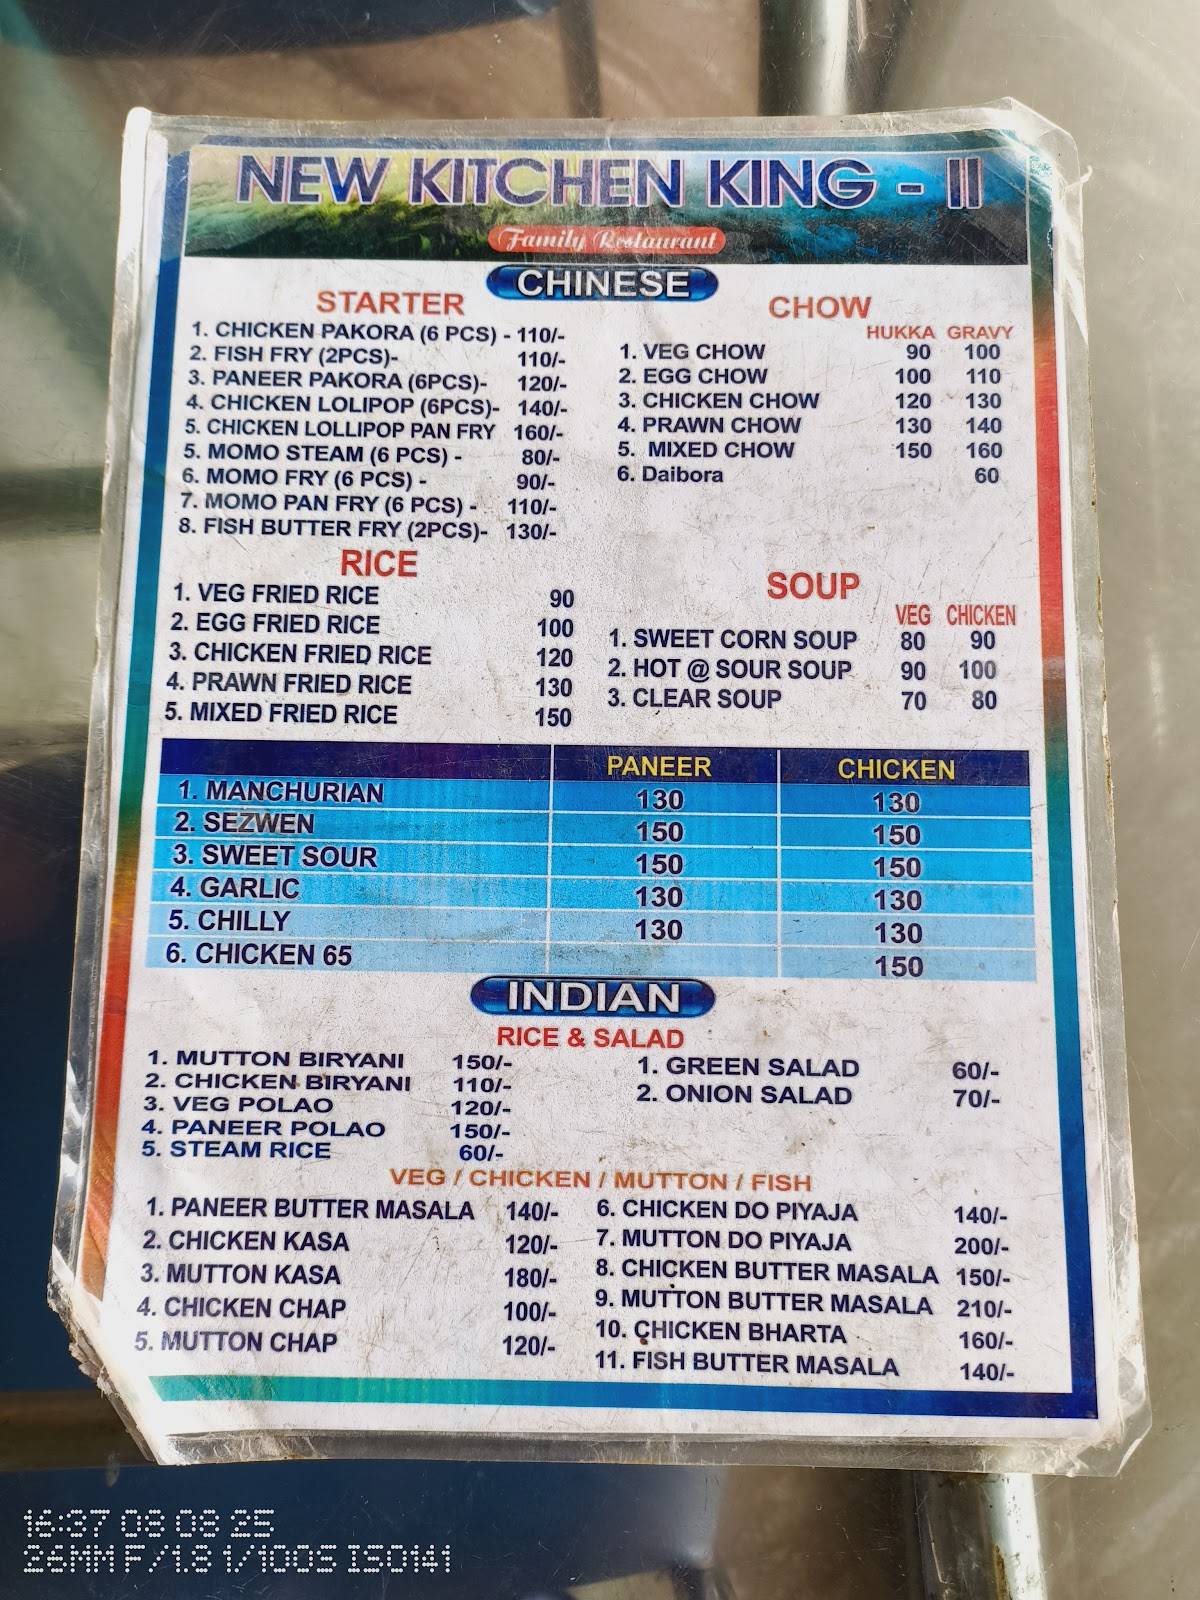 NEW KITCHEN KING - II
Family Restaurant
CHINESE
STARTER
1. CHICKEN PAKORA (6 PCS) - 110/-
2. FISH FRY (2PCS)- 110/-
3. PANEER PAKORA (6PCS)- 120/-
4. CHICKEN LOLIPOP (6PCS)- 140/-
5. CHICKEN LOLLIPOP PAN FRY 160/-
5. MOMO STEAM (6 PCS) - 80/-
6. MOMO FRY (6 PCS) - 90/-
7. MOMO PAN FRY (6 PCS) - 110/-
8. FISH BUTTER FRY (2PCS)- 130/-
CHOW
HUKKA GRAVY
1. VEG CHOW 90 100
2. EGG CHOW 100 110
3. CHICKEN CHOW 120 130
4. PRAWN CHOW 130 140
5. MIXED CHOW 150 160
6. Daibora 60
RICE
1. VEG FRIED RICE 90
2. EGG FRIED RICE 100
3. CHICKEN FRIED RICE 120
4. PRAWN FRIED RICE 130
5. MIXED FRIED RICE 150
SOUP
VEG CHICKEN
1. SWEET CORN SOUP 80 90
2. HOT @ SOUR SOUP 90 100
3. CLEAR SOUP 70 80
PANEER CHICKEN
1. MANCHURIAN 130 130
2. SEZWEN 150 150
3. SWEET SOUR 150 150
4. GARLIC 130 130
5. CHILLY 130 130
6. CHICKEN 65 150
INDIAN
RICE & SALAD
1. MUTTON BIRYANI 150/-
2. CHICKEN BIRYANI 110/-
3. VEG POLAO 120/-
4. PANEER POLAO 150/-
5. STEAM RICE 60/-
1. GREEN SALAD 60/-
2. ONION SALAD 70/-
VEG / CHICKEN / MUTTON / FISH
1. PANEER BUTTER MASALA 140/-
2. CHICKEN KASA 120/-
3. MUTTON KASA 180/-
4. CHICKEN CHAP 100/-
5. MUTTON CHAP 120/-
6. CHICKEN DO PIYAJA 140/-
7. MUTTON DO PIYAJA 200/-
8. CHICKEN BUTTER MASALA 150/-
9. MUTTON BUTTER MASALA 210/-
10. CHICKEN BHARTA 160/-
11. FISH BUTTER MASALA 140/-
16:37 08 08 25
26MM F/1.8 1/100S ISO141